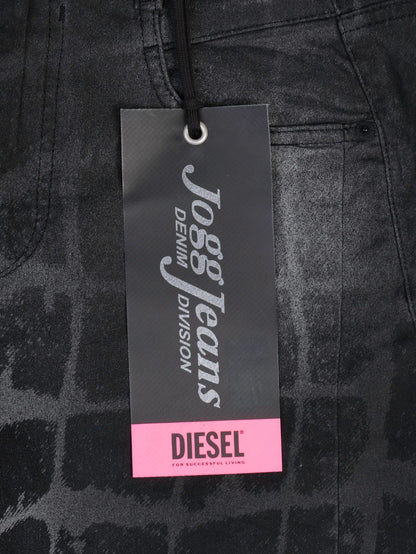 JoggJeans
DENIM DIVISION
DIESEL®
FOR SUCCESSFUL LIVING